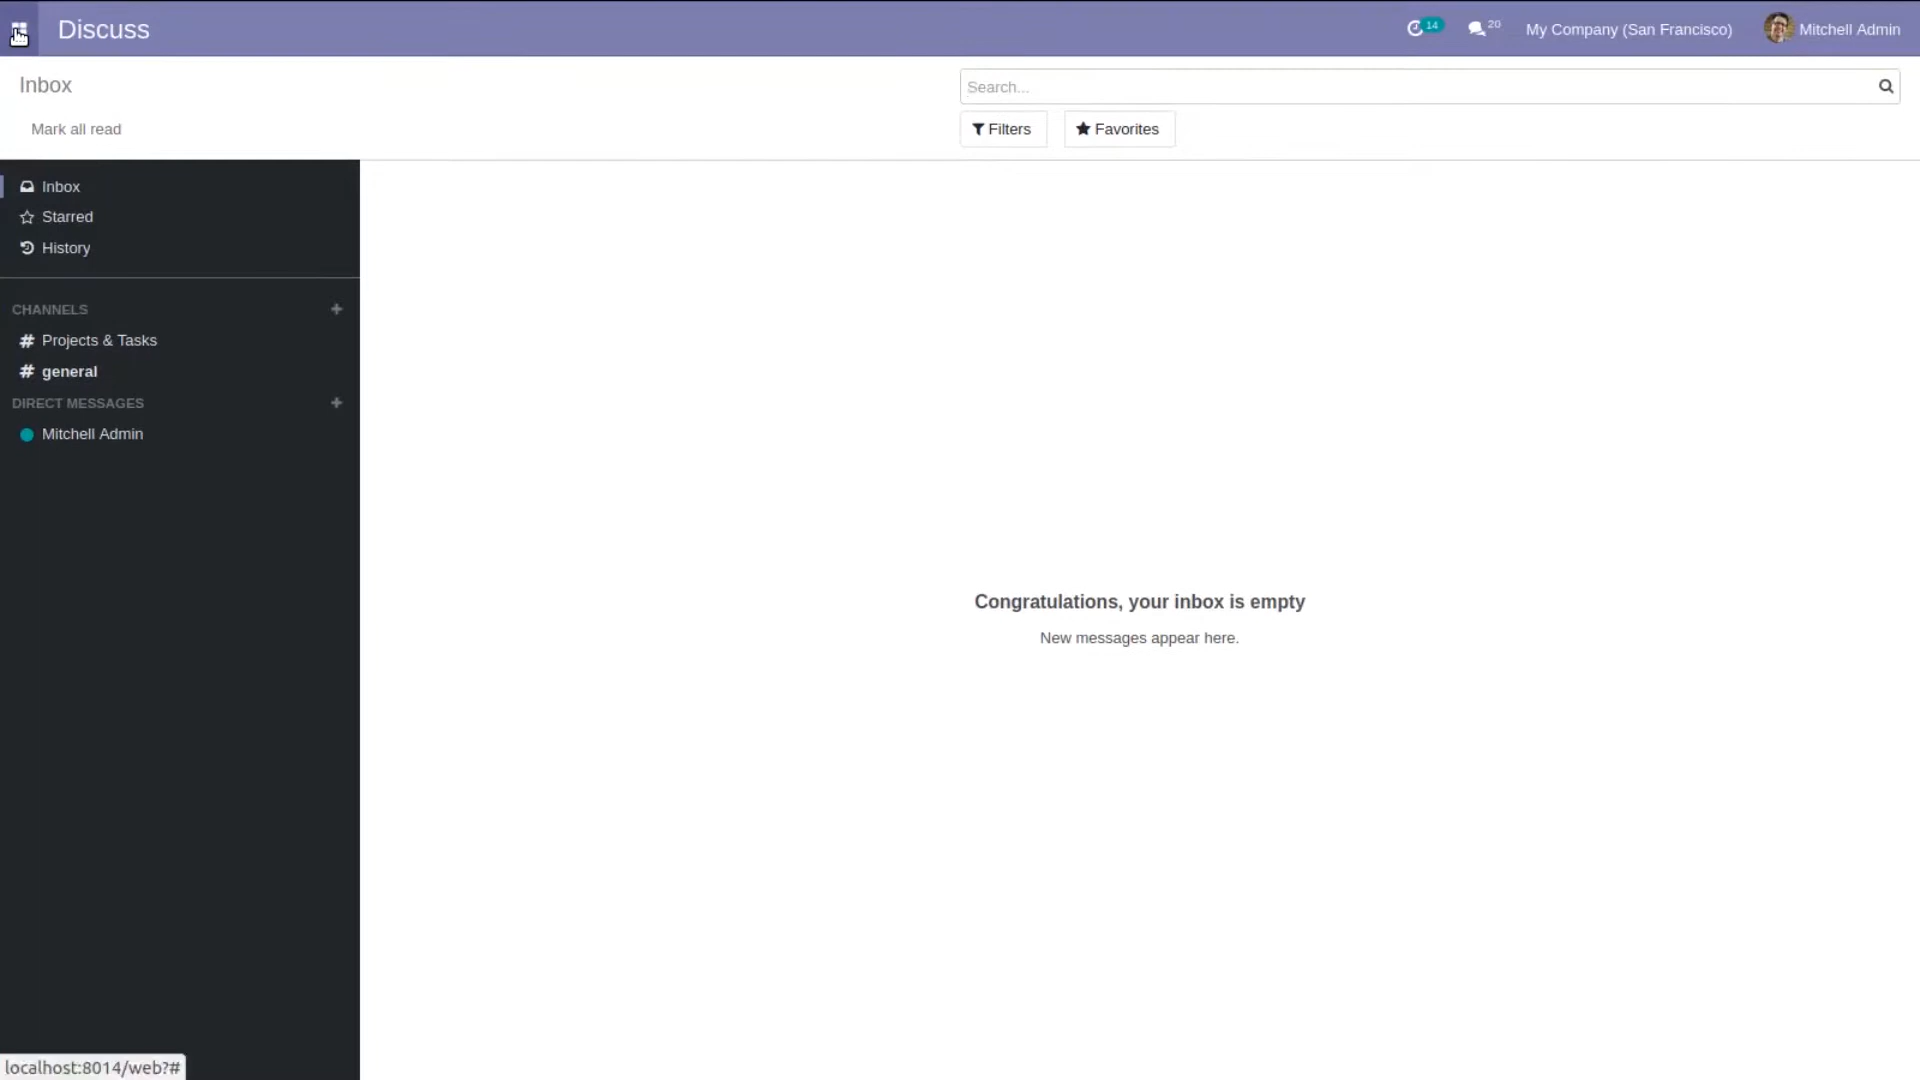 Discuss
14
20
My Company (San Francisco)
Mitchell Admin
Inbox
Search...
Mark all read
Filters
Favorites
Inbox
Starred
History
CHANNELS
# Projects & Tasks
# general
DIRECT MESSAGES
Mitchell Admin
Congratulations, your inbox is empty
New messages appear here.
localhost:8014/web?#